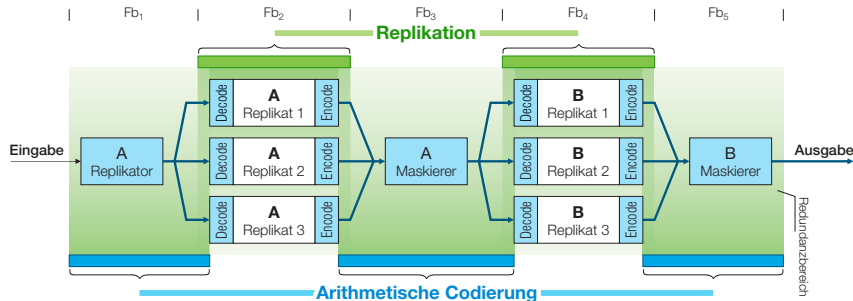 Fb1 Fb2 Fb3 Fb4 Fb5
Replikation
Decode A Replikat 1 Encode
Decode B Replikat 1 Encode
Eingabe
A Replikator
Decode A Replikat 2 Encode
A Maskierer
Decode B Replikat 2 Encode
B Maskierer
Ausgabe
Decode A Replikat 3 Encode
Decode B Replikat 3 Encode
Redundanzbereich
Arithmetische Codierung